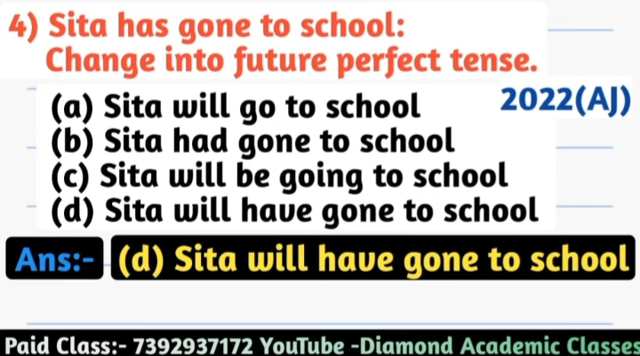 4) Sita has gone to school:
Change into future perfect tense.
(a) Sita will go to school
2022(AJ)
(b) Sita had gone to school
(c) Sita will be going to school
(d) Sita will have gone to school
Ans:- (d) Sita will have gone to school
Paid Class:- 7392937172 YouTube -Diamond Academic Classes